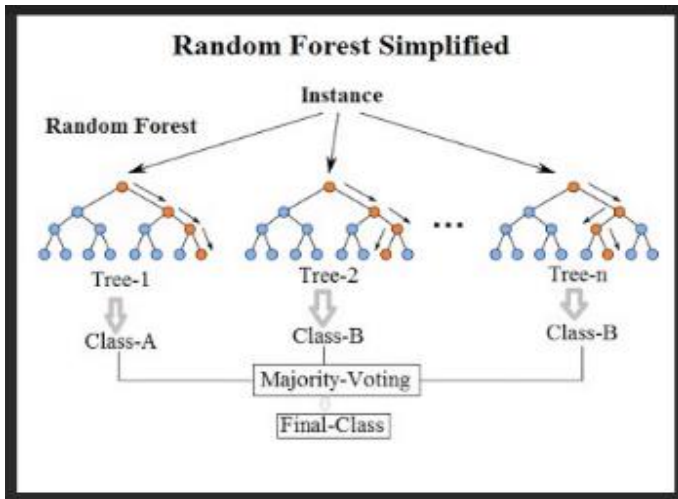 Random Forest Simplified
Instance
Random Forest
...
Tree-1
Tree-2
Tree-n
Class-A
Class-B
Class-B
Majority-Voting
Final-Class